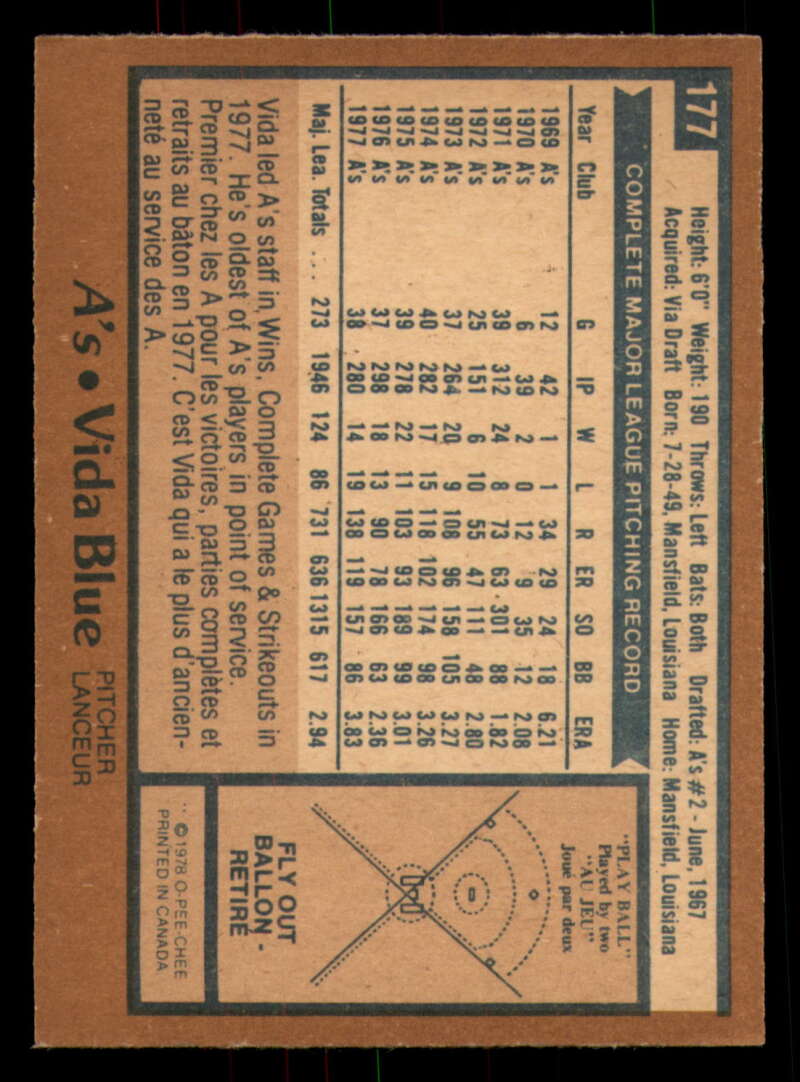 177
Height: 6'0" Weight: 190 Throws: Left Bats: Both Drafted: A's #2 - June, 1967
Acquired: Via Draft Born: 7-28-49, Mansfield, Louisiana Home: Mansfield, Louisiana
COMPLETE MAJOR LEAGUE PITCHING RECORD
Year Club G IP W L R ER SO BB ERA
1969 A's 12 42 1 1 34 29 24 18 6.21
1970 A's 6 39 2 0 12 9 35 12 2.08
1971 A's 39 312 24 8 73 63 301 88 1.82
1972 A's 25 151 6 10 55 47 111 48 2.80
1973 A's 37 264 20 9 108 96 158 105 3.27
1974 A's 40 282 17 15 118 102 174 98 3.26
1975 A's 39 278 22 11 103 93 189 99 3.01
1976 A's 37 298 18 13 90 78 166 63 2.36
1977 A's 38 280 14 19 138 119 157 86 3.83
Maj. Lea. Totals ... 273 1946 124 86 731 636 1315 617 2.94
Vida led A's staff in Wins, Complete Games & Strikeouts in
1977. He's oldest of A's players in point of service.
Premier chez les A pour les victoires, parties complètes et
retraits au bâton en 1977. C'est Vida qui a le plus d'ancien-
neté au service des A.
A's • Vida Blue PITCHER
LANCEUR
"PLAY BALL"
Played by two
"AU JEU"
Joué par deux
FLY OUT
BALLON -
RETIRÉ
** © 1978 O-PEE-CHEE
PRINTED IN CANADA